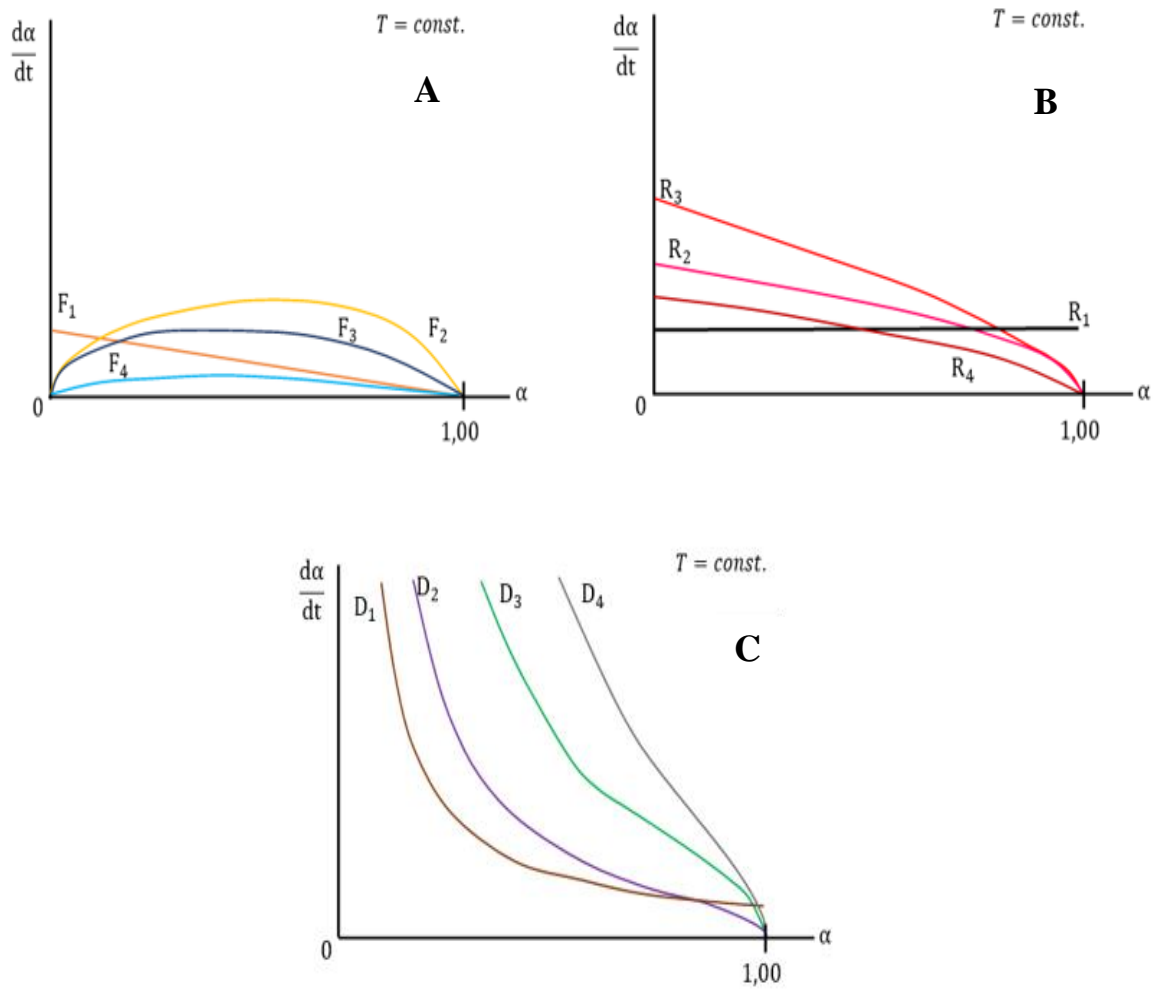 dα
dt
T = const.
A
F₁
F₄
F₃
F₂
0
α
1,00
dα
dt
T = const.
B
R₃
R₂
R₁
R₄
0
α
1,00
dα
dt
T = const.
D₁
D₂
D₃
D₄
C
0
α
1,00